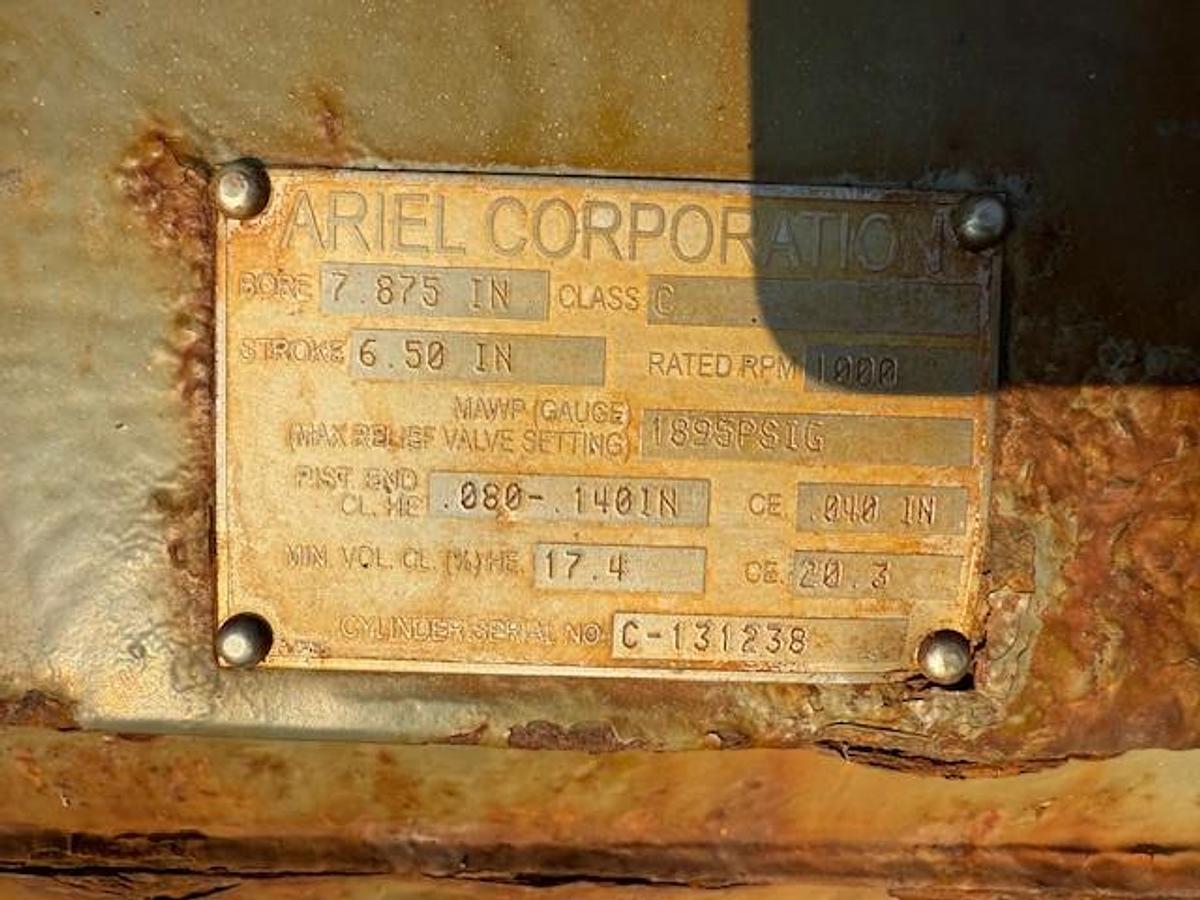 ARIEL CORPORATION
BORE 7.875 IN CLASS C
STROKE 6.50 IN RATED RPM 1000
MAWP (GAUGE)
(MAX RELIEF VALVE SETTING) 1895PSIG
PIST. END
CL. HE .080-.140IN CE. .040 IN
MIN. VOL. CL. (%) HE. 17.4 CE. 20.3
CYLINDER SERIAL NO. C-131238